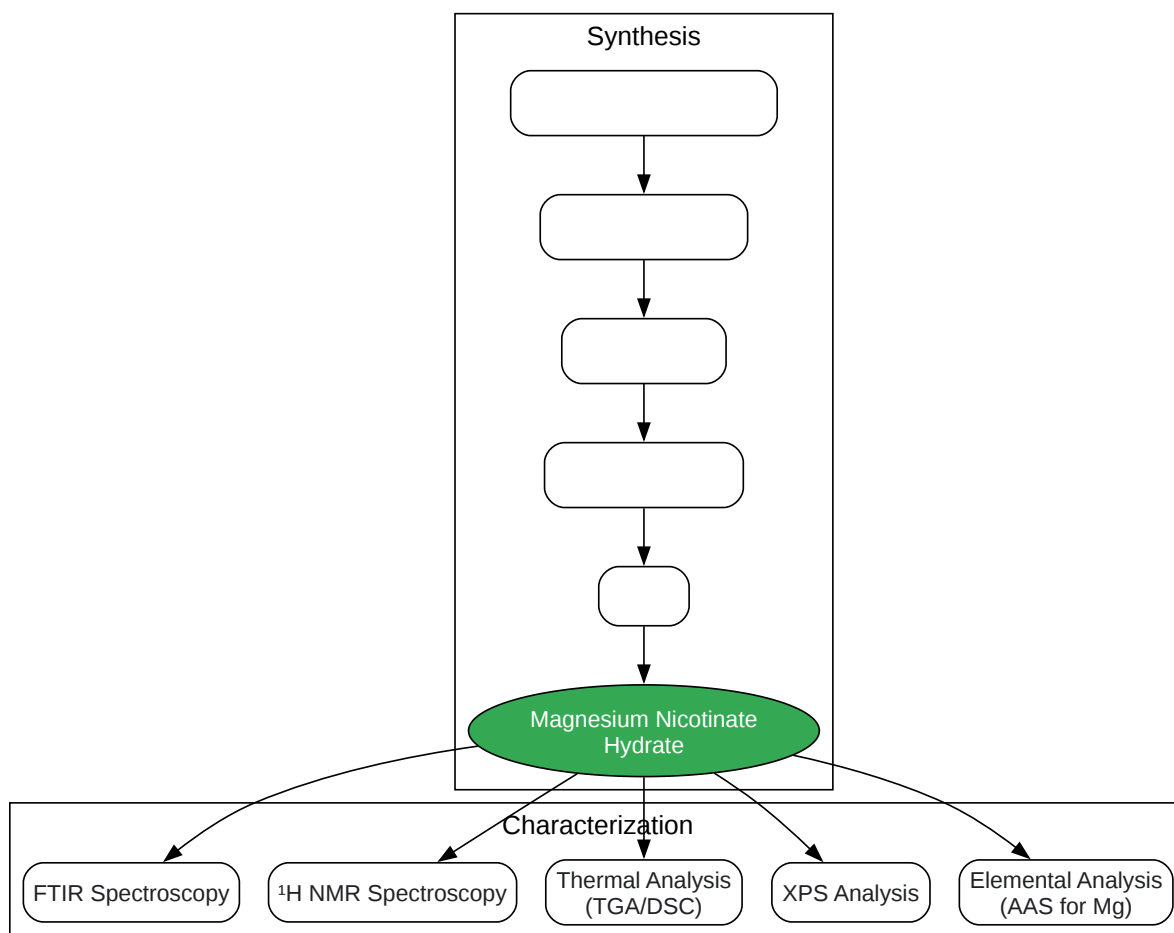 Synthesis
Magnesium Nicotinate
Hydrate
Characterization
FTIR Spectroscopy
¹H NMR Spectroscopy
Thermal Analysis
(TGA/DSC)
XPS Analysis
Elemental Analysis
(AAS for Mg)